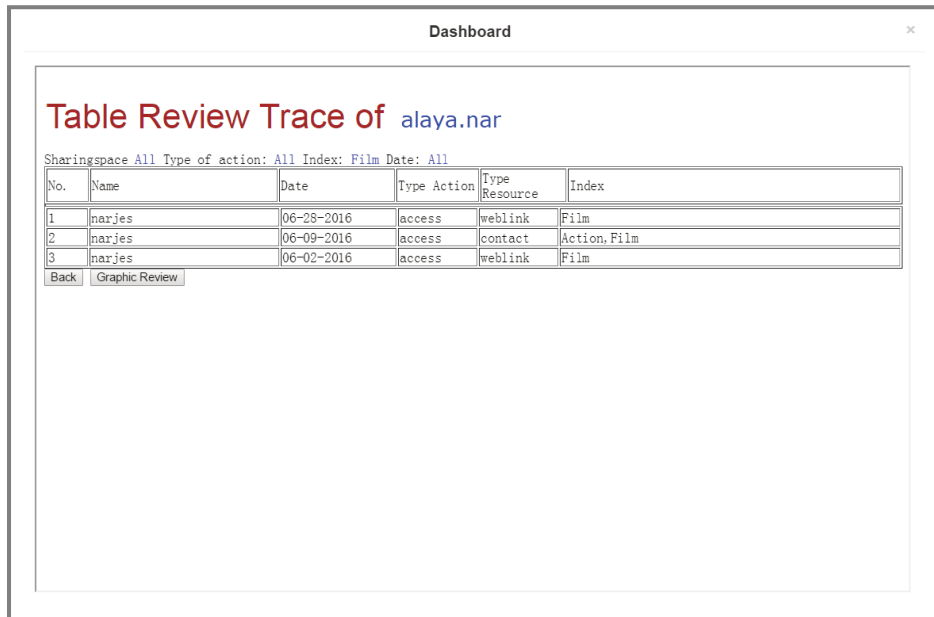 Dashboard ×
Table Review Trace of alaya.nar
Sharingspace All Type of action: All Index: Film Date: All
No. Name Date Type Action Type Resource Index
1 narjes 06-28-2016 access weblink Film
2 narjes 06-09-2016 access contact Action,Film
3 narjes 06-02-2016 access weblink Film
Back Graphic Review